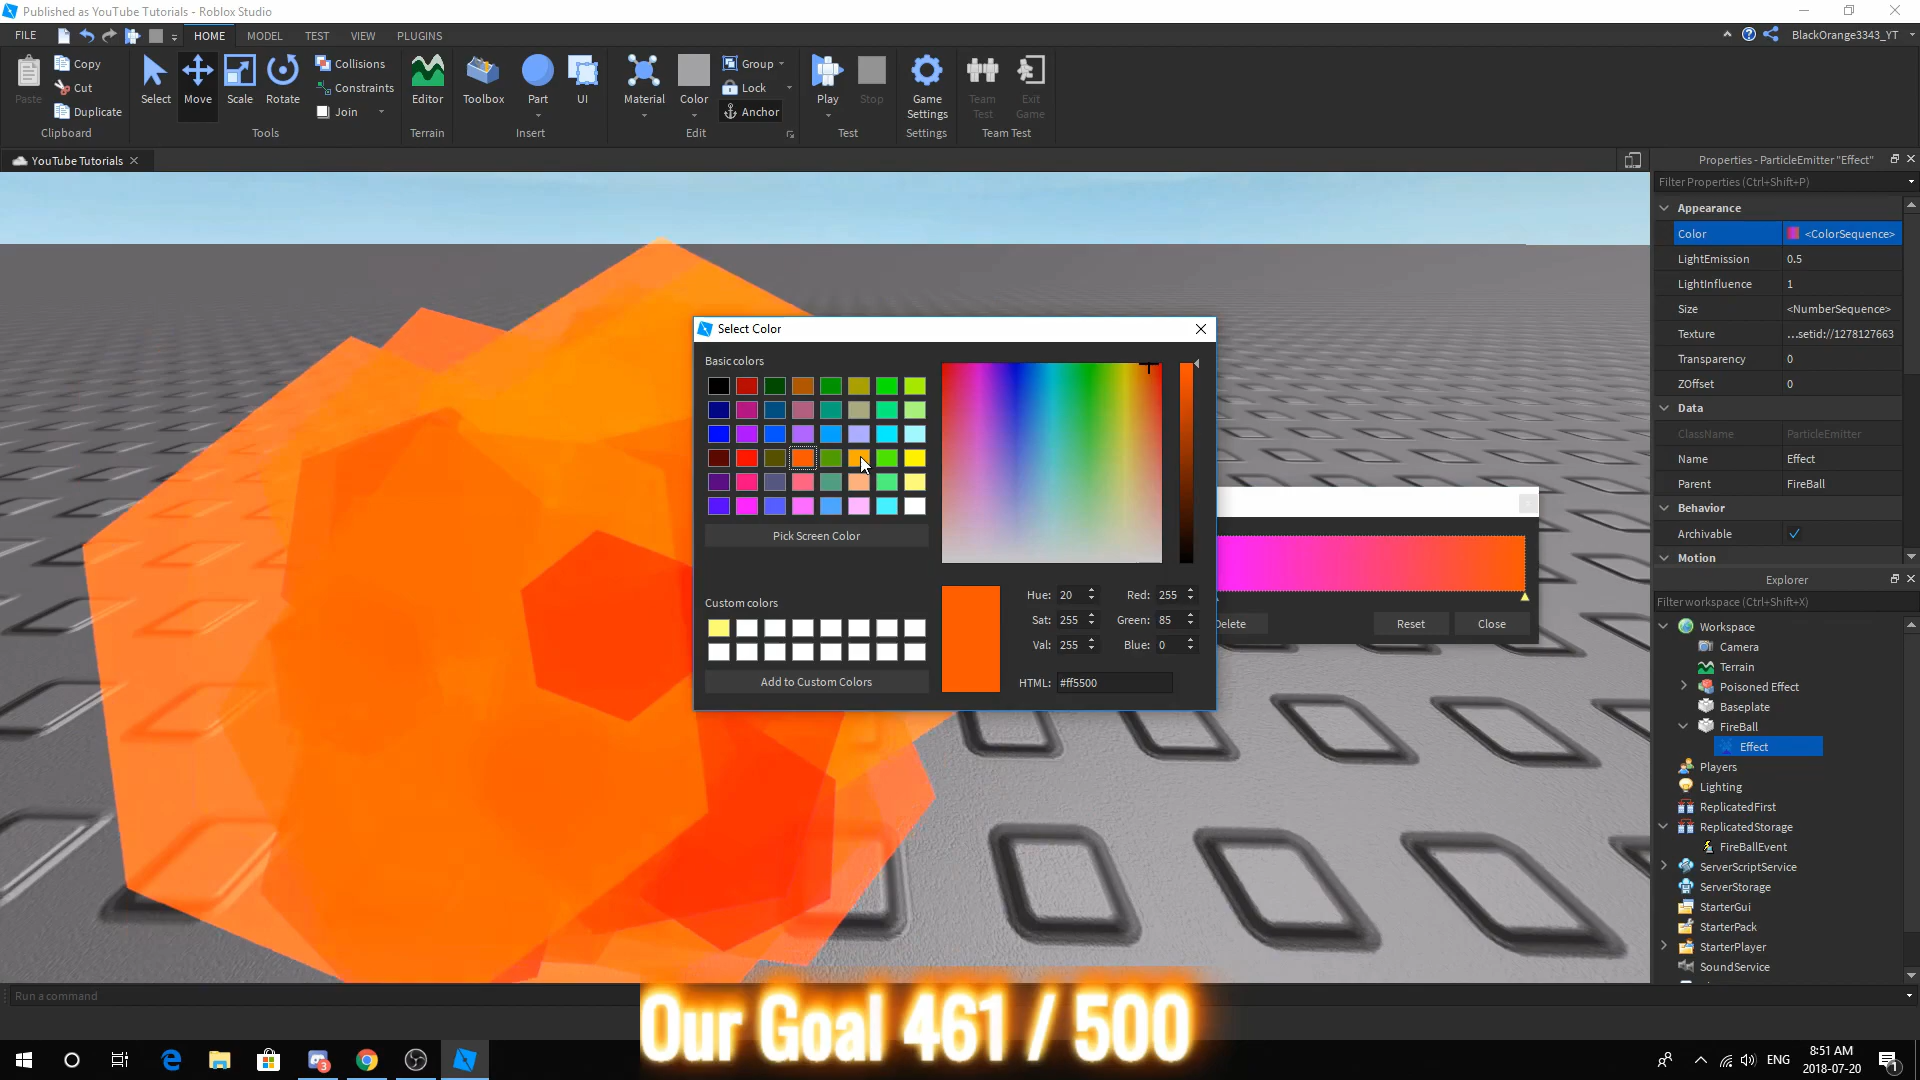 Published as YouTube Tutorials - Roblox Studio
FILE
HOME
MODEL
TEST
VIEW
PLUGINS
BlackOrange3343_YT
Paste
Copy
Cut
Duplicate
Clipboard
Select
Move
Scale
Rotate
Collisions
Constraints
Join
Tools
Editor
Terrain
Toolbox
Part
UI
Insert
Material
Color
Group
Lock
Anchor
Edit
Play
Stop
Test
Game
Settings
Settings
Team
Test
Exit
Game
Team Test
YouTube Tutorials
Properties - ParticleEmitter "Effect"
Filter Properties (Ctrl+Shift+P)
Appearance
Color <ColorSequence>
LightEmission 0.5
LightInfluence 1
Size <NumberSequence>
Texture ...setid://1278127663
Transparency 0
ZOffset 0
Data
ClassName ParticleEmitter
Name Effect
Parent FireBall
Behavior
Archivable
Motion
Select Color
Basic colors
Pick Screen Color
Custom colors
Add to Custom Colors
Hue: 20 Red: 255
Sat: 255 Green: 85
Val: 255 Blue: 0
HTML: #ff5500
Delete
Reset
Close
Explorer
Filter workspace (Ctrl+Shift+X)
Workspace
Camera
Terrain
Poisoned Effect
Baseplate
FireBall
Effect
Players
Lighting
ReplicatedFirst
ReplicatedStorage
FireBallEvent
ServerScriptService
ServerStorage
StarterGui
StarterPack
StarterPlayer
SoundService
Run a command
Our Goal 461 / 500
3
ENG
8:51 AM
2018-07-20
1